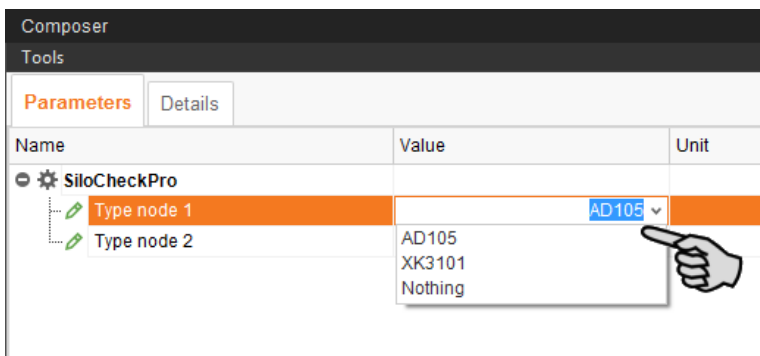 Composer
Tools
Parameters Details
Name Value Unit
SiloCheckPro
Type node 1 AD105
Type node 2 AD105
XK3101
Nothing